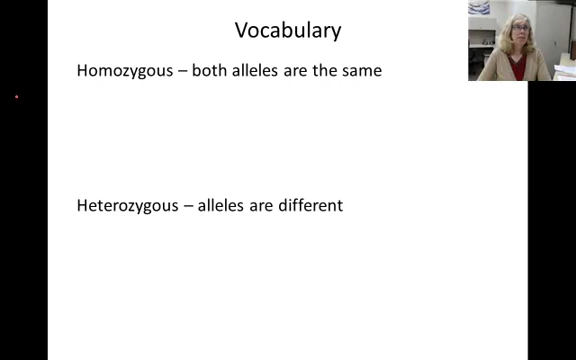 Vocabulary
Homozygous – both alleles are the same
Heterozygous – alleles are different